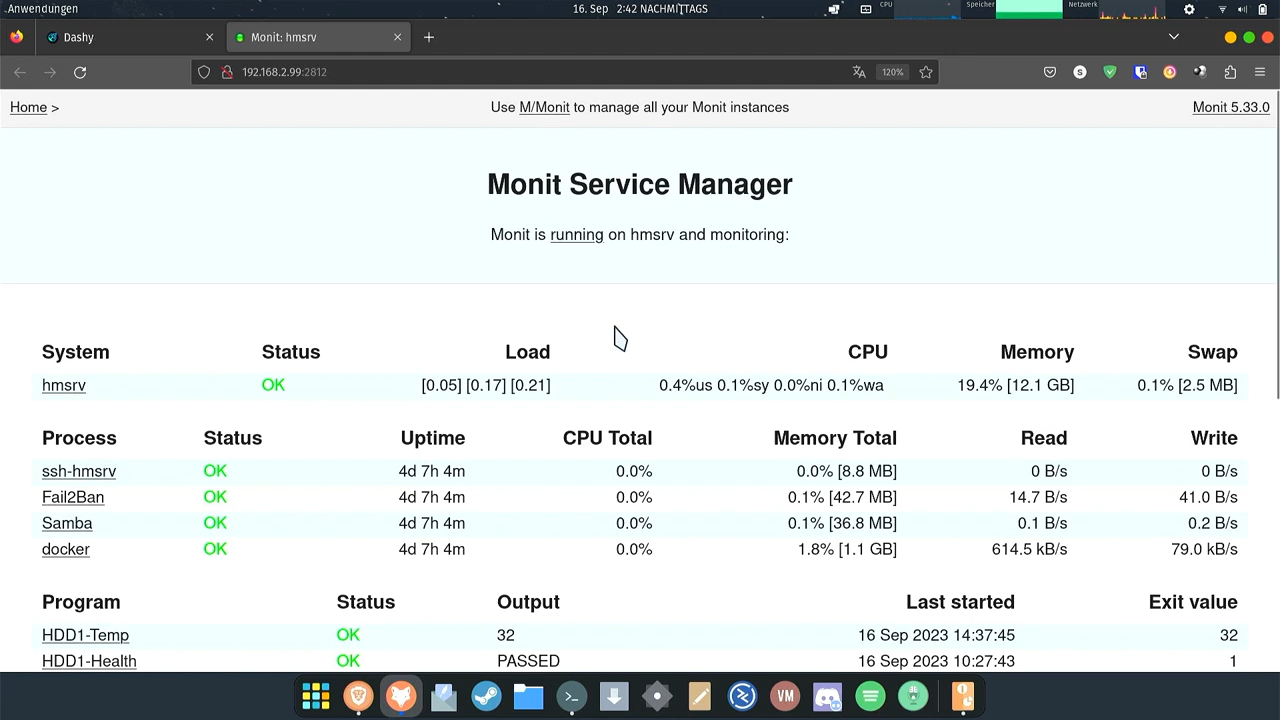 Anwendungen 16. Sep 2:42 NACHMITTAGS CPU Speicher Netzwerk
Dashy Monit: hmsrv
192.168.2.99:2812 120%
Home > Use M/Monit to manage all your Monit instances Monit 5.33.0
Monit Service Manager
Monit is running on hmsrv and monitoring:
System Status Load CPU Memory Swap
hmsrv OK [0.05] [0.17] [0.21] 0.4%us 0.1%sy 0.0%ni 0.1%wa 19.4% [12.1 GB] 0.1% [2.5 MB]
Process Status Uptime CPU Total Memory Total Read Write
ssh-hmsrv OK 4d 7h 4m 0.0% 0.0% [8.8 MB] 0 B/s 0 B/s
Fail2Ban OK 4d 7h 4m 0.0% 0.1% [42.7 MB] 14.7 B/s 41.0 B/s
Samba OK 4d 7h 4m 0.0% 0.1% [36.8 MB] 0.1 B/s 0.2 B/s
docker OK 4d 7h 4m 0.0% 1.8% [1.1 GB] 614.5 kB/s 79.0 kB/s
Program Status Output Last started Exit value
HDD1-Temp OK 32 16 Sep 2023 14:37:45 32
HDD1-Health OK PASSED 16 Sep 2023 10:27:43 1
VM